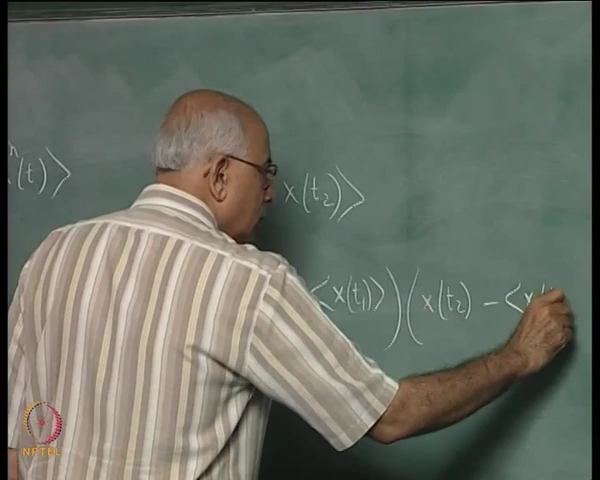 n
(t)⟩ x(t₂)⟩
⟨x(t₁)⟩)(x(t₂) - ⟨x(
NPTEL